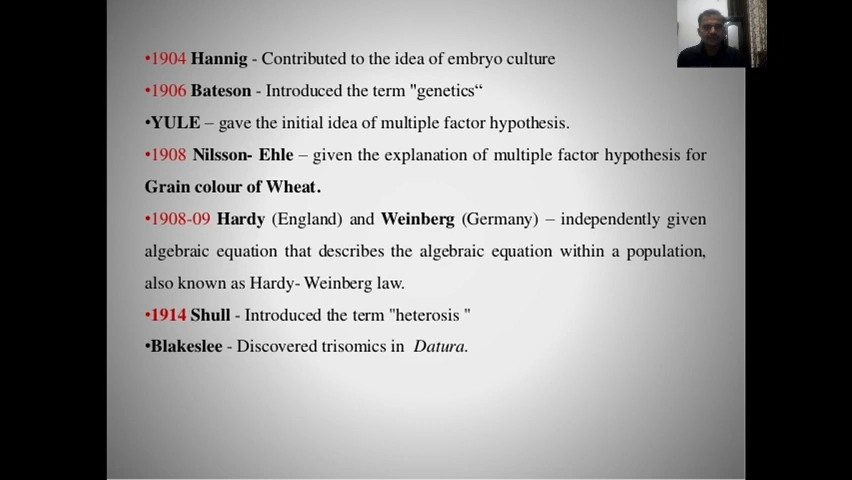 •1904 Hannig - Contributed to the idea of embryo culture
•1906 Bateson - Introduced the term "genetics“
•YULE – gave the initial idea of multiple factor hypothesis.
•1908 Nilsson- Ehle – given the explanation of multiple factor hypothesis for
Grain colour of Wheat.
•1908-09 Hardy (England) and Weinberg (Germany) – independently given
algebraic equation that describes the algebraic equation within a population,
also known as Hardy- Weinberg law.
•1914 Shull - Introduced the term "heterosis "
•Blakeslee - Discovered trisomics in Datura.